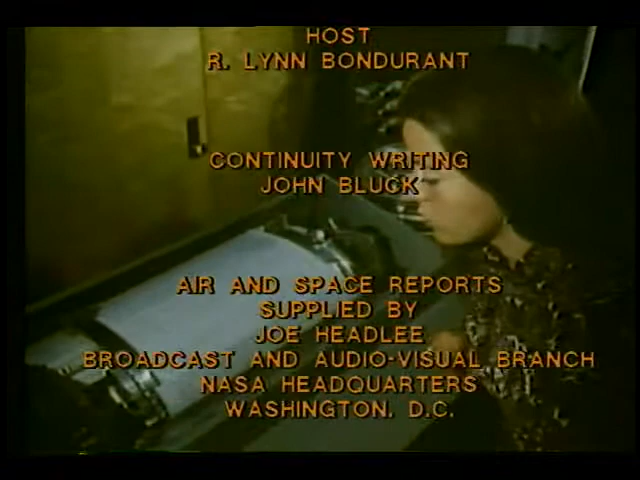 HOST
R. LYNN BONDURANT
CONTINUITY WRITING
JOHN BLUCK
AIR AND SPACE REPORTS
SUPPLIED BY
JOE HEADLEE
BROADCAST AND AUDIO-VISUAL BRANCH
NASA HEADQUARTERS
WASHINGTON, D.C.